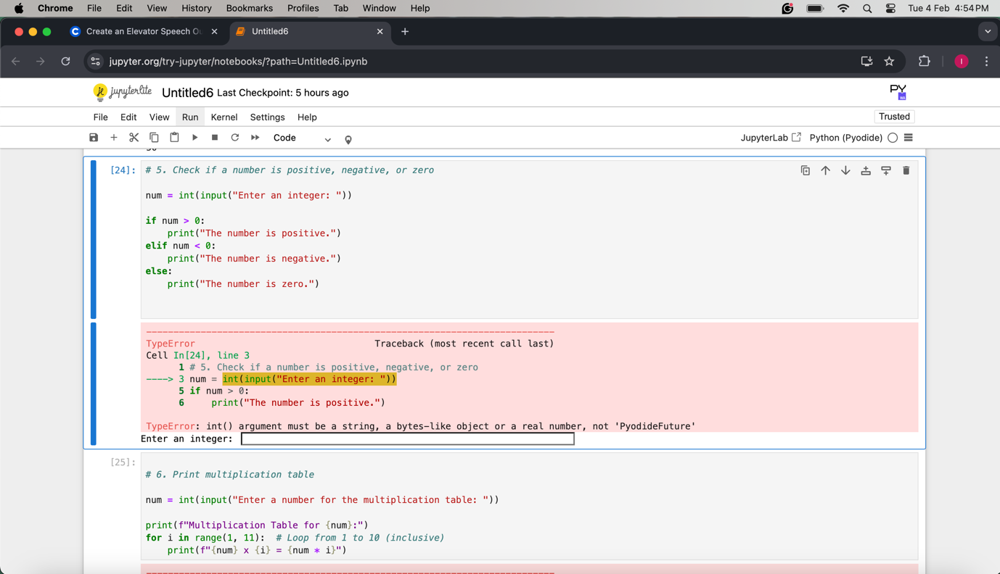 Chrome File Edit View History Bookmarks Profiles Tab Window Help Tue 4 Feb 4:54 PM
Create an Elevator Speech Ou Untitled6
jupyter.org/try-jupyter/notebooks/?path=Untitled6.ipynb I
jupyterlite Untitled6 Last Checkpoint: 5 hours ago PY WA
File Edit View Run Kernel Settings Help Trusted
Code JupyterLab Python (Pyodide)
[24]: # 5. Check if a number is positive, negative, or zero
num = int(input("Enter an integer: "))
if num > 0:
    print("The number is positive.")
elif num < 0:
    print("The number is negative.")
else:
    print("The number is zero.")
---------------------------------------------------------------------------
TypeError                                 Traceback (most recent call last)
Cell In[24], line 3
      1 # 5. Check if a number is positive, negative, or zero
----> 3 num = int(input("Enter an integer: "))
      5 if num > 0:
      6     print("The number is positive.")
TypeError: int() argument must be a string, a bytes-like object or a real number, not 'PyodideFuture'
Enter an integer:
[25]:
# 6. Print multiplication table
num = int(input("Enter a number for the multiplication table: "))
print(f"Multiplication Table for {num}:")
for i in range(1, 11):  # Loop from 1 to 10 (inclusive)
    print(f"{num} x {i} = {num * i}")